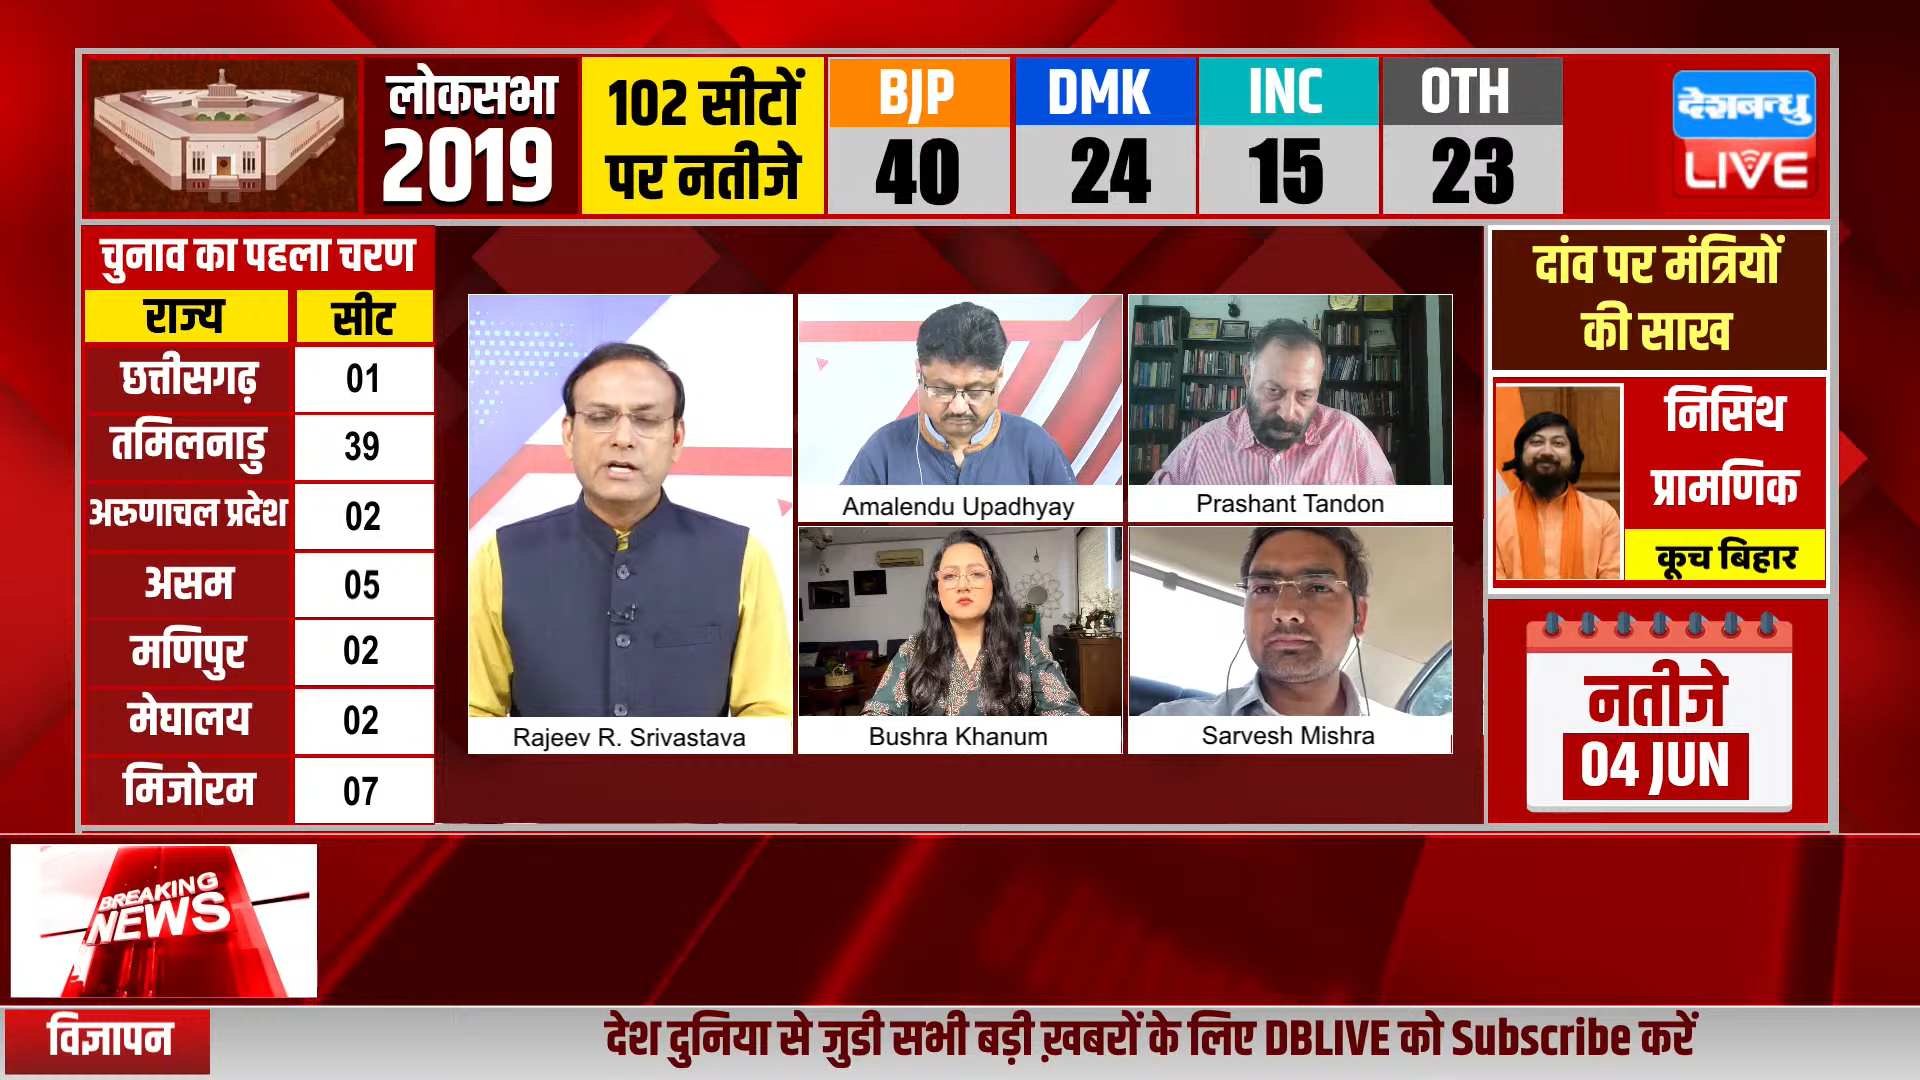 लोकसभा
2019
102 सीटों
पर नतीजे
BJP
40
DMK
24
INC
15
OTH
23
देशबन्धु
LIVE
चुनाव का पहला चरण
राज्य सीट
छत्तीसगढ़ 01
तमिलनाडु 39
अरुणाचल प्रदेश 02
असम 05
मणिपुर 02
मेघालय 02
मिजोरम 07
Rajeev R. Srivastava
Amalendu Upadhyay
Prashant Tandon
Bushra Khanum
Sarvesh Mishra
दांव पर मंत्रियों
की साख
निसिथ
प्रामणिक
कूच बिहार
नतीजे
04 JUN
BREAKING
NEWS
विज्ञापन
देश दुनिया से जुडी सभी बड़ी ख़बरों के लिए DBLIVE को Subscribe करें